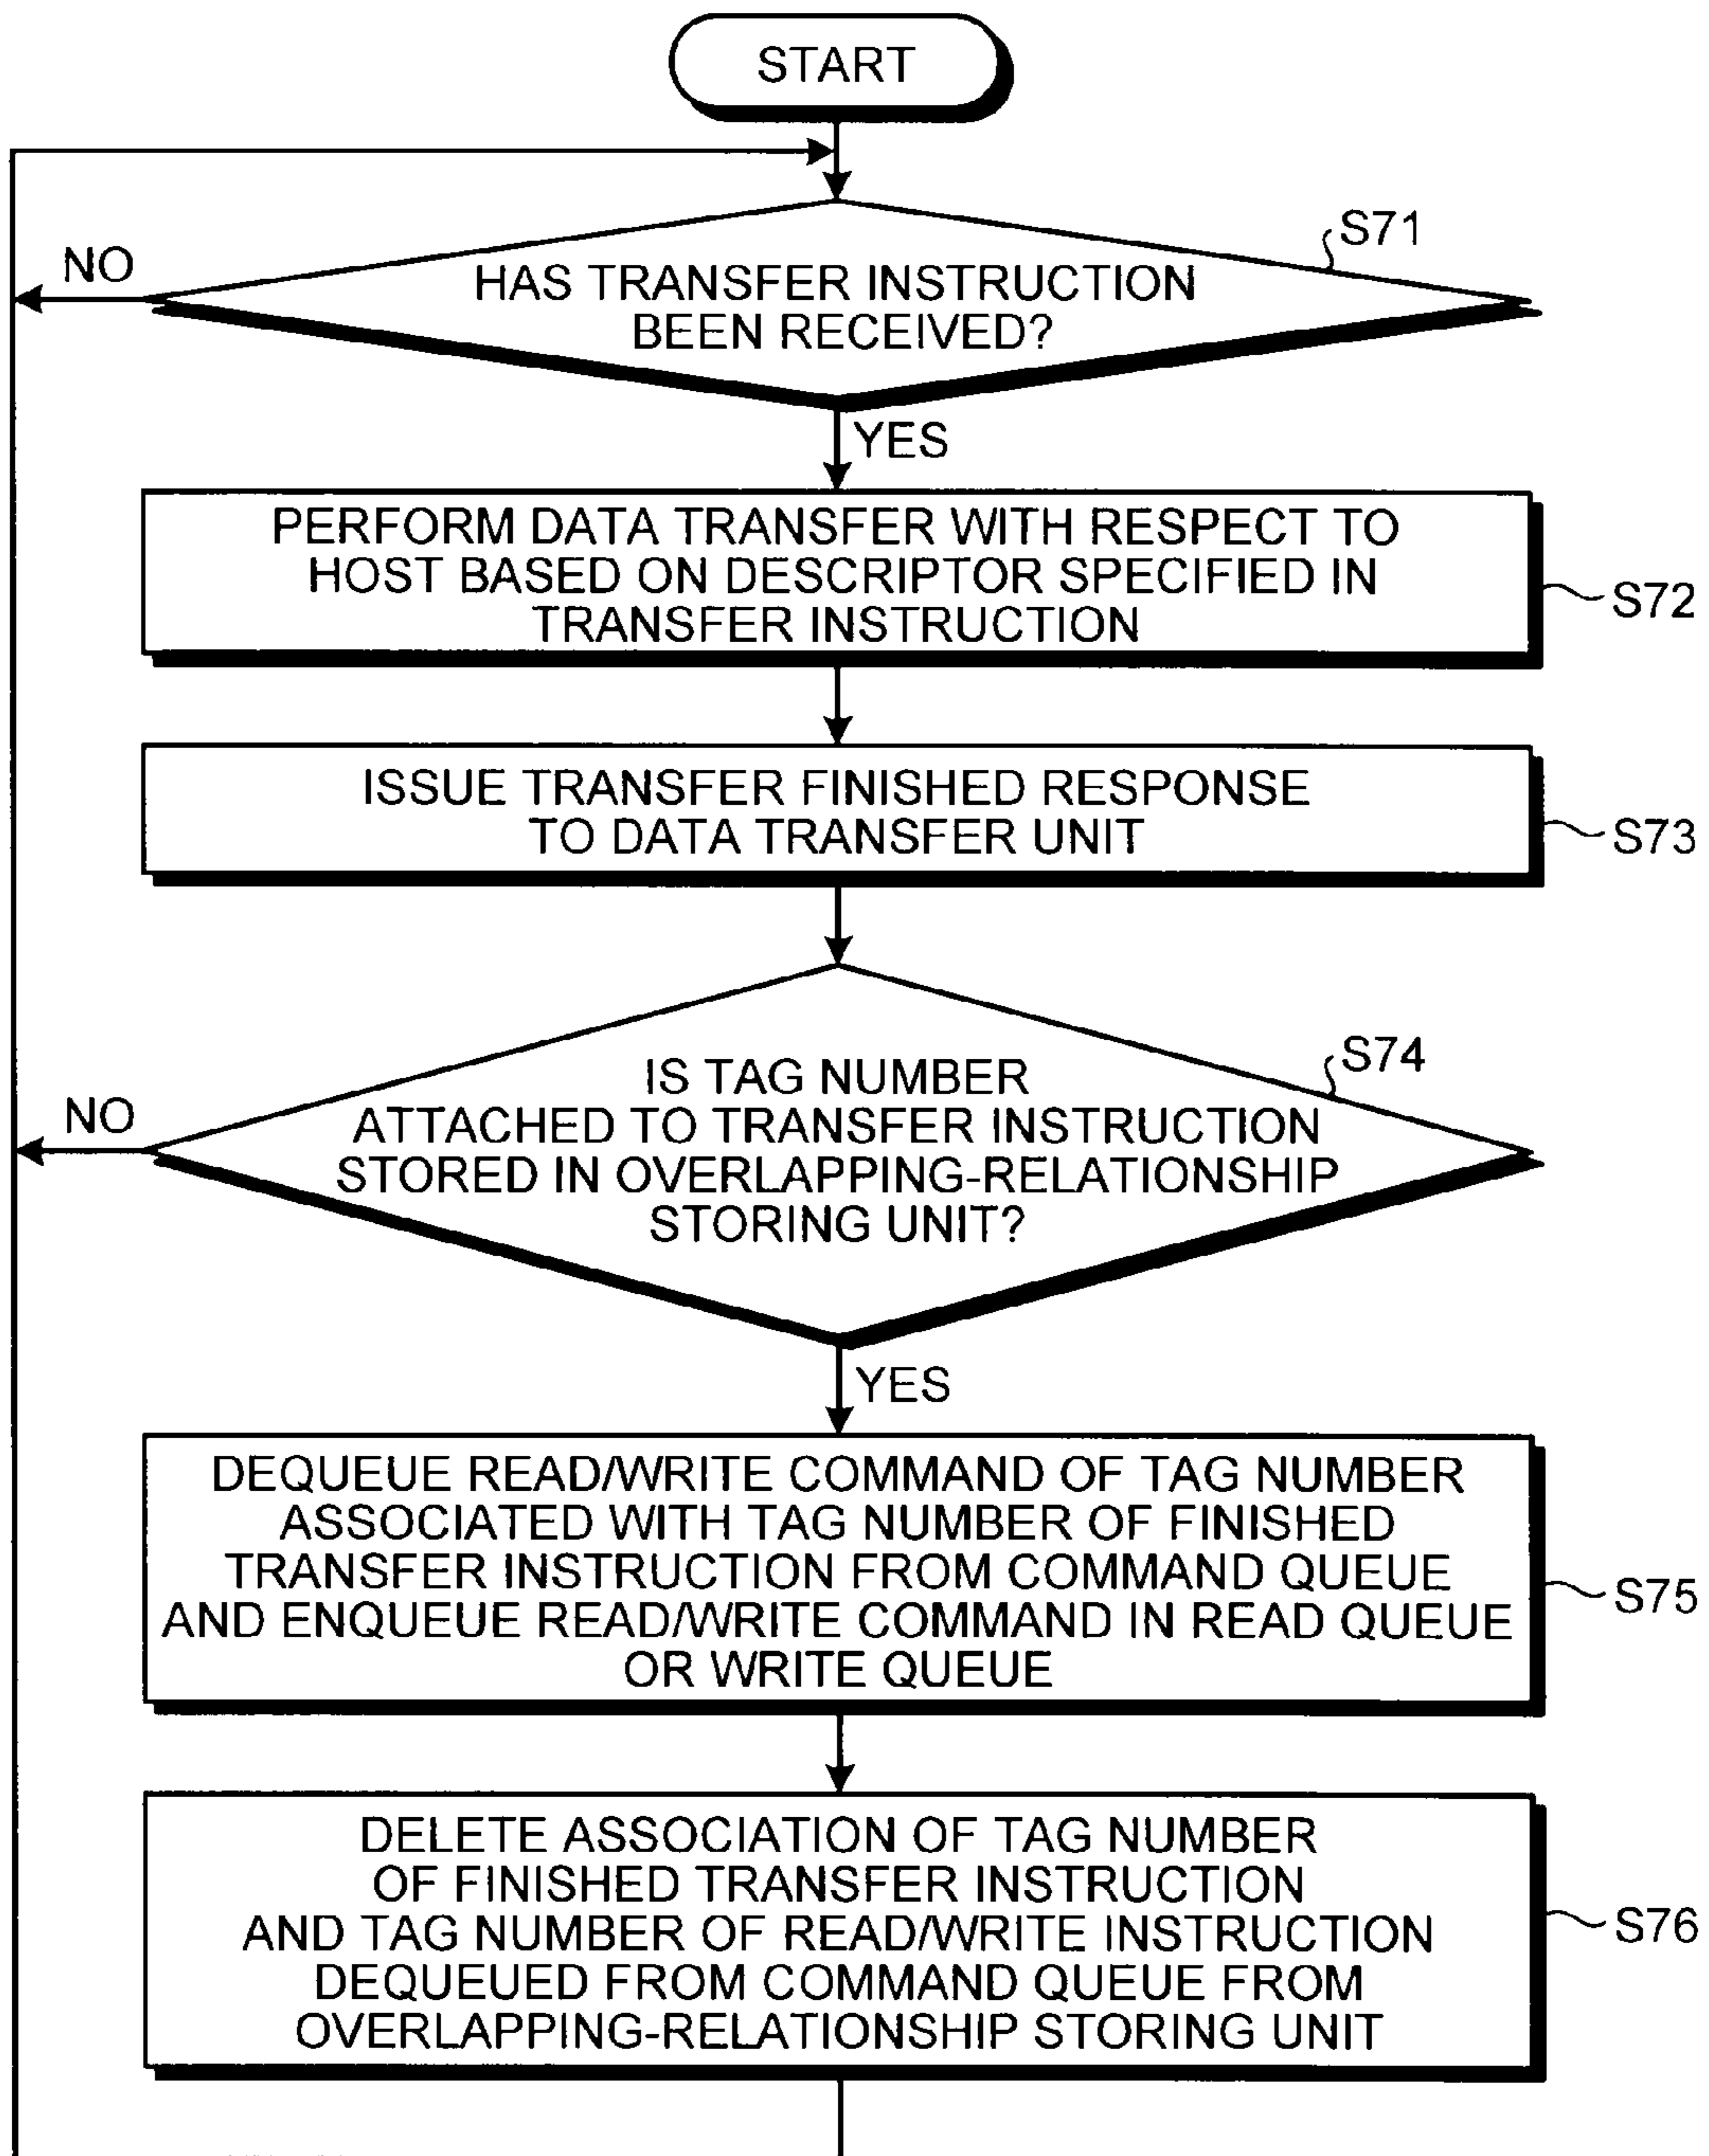 START
S71
NO
HAS TRANSFER INSTRUCTION
BEEN RECEIVED?
YES
PERFORM DATA TRANSFER WITH RESPECT TO
HOST BASED ON DESCRIPTOR SPECIFIED IN
TRANSFER INSTRUCTION
S72
ISSUE TRANSFER FINISHED RESPONSE
TO DATA TRANSFER UNIT
S73
S74
NO
IS TAG NUMBER
ATTACHED TO TRANSFER INSTRUCTION
STORED IN OVERLAPPING-RELATIONSHIP
STORING UNIT?
YES
DEQUEUE READ/WRITE COMMAND OF TAG NUMBER
ASSOCIATED WITH TAG NUMBER OF FINISHED
TRANSFER INSTRUCTION FROM COMMAND QUEUE
AND ENQUEUE READ/WRITE COMMAND IN READ QUEUE
OR WRITE QUEUE
S75
DELETE ASSOCIATION OF TAG NUMBER
OF FINISHED TRANSFER INSTRUCTION
AND TAG NUMBER OF READ/WRITE INSTRUCTION
DEQUEUED FROM COMMAND QUEUE FROM
OVERLAPPING-RELATIONSHIP STORING UNIT
S76